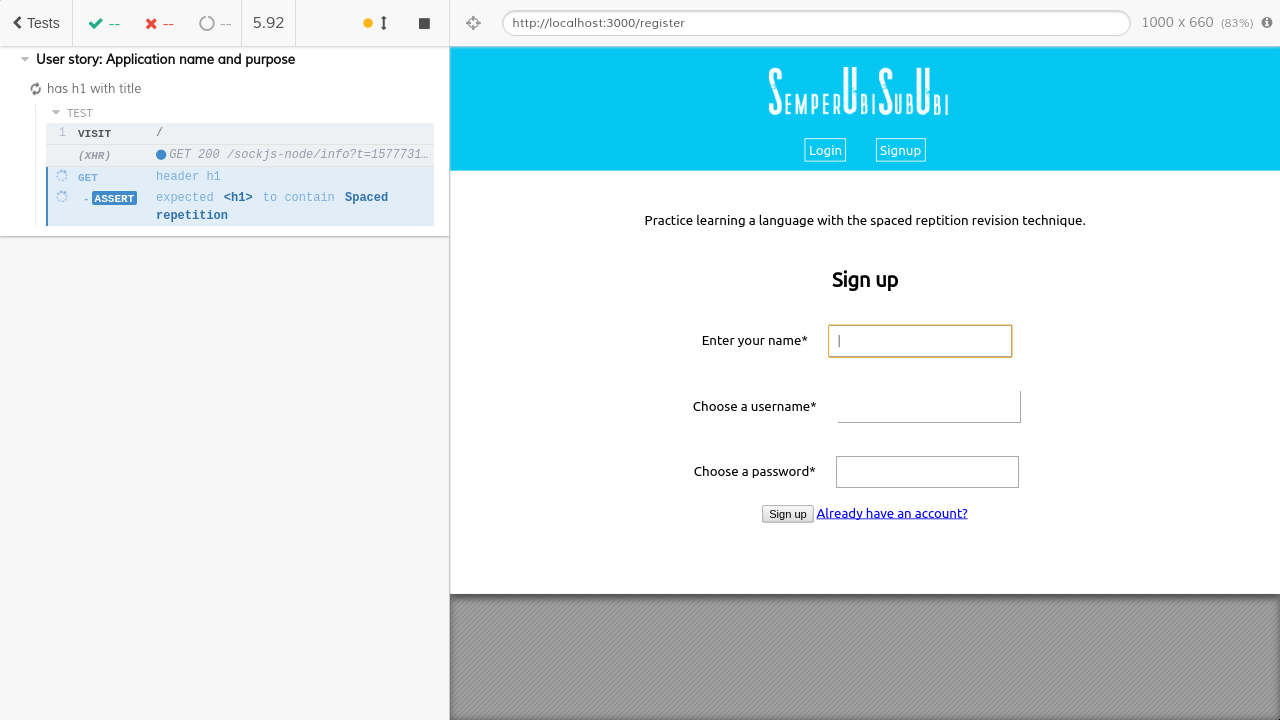 Tests
--
--
--
5.92
http://localhost:3000/register
1000 x 660 (83%)
User story: Application name and purpose
has h1 with title
TEST
1 VISIT /
(XHR) GET 200 /sockjs-node/info?t=1577731…
GET header h1
- ASSERT expected <h1> to contain Spaced
repetition
SemperUbiSubUbi
Login Signup
Practice learning a language with the spaced reptition revision technique.
Sign up
Enter your name*
Choose a username*
Choose a password*
Sign up Already have an account?